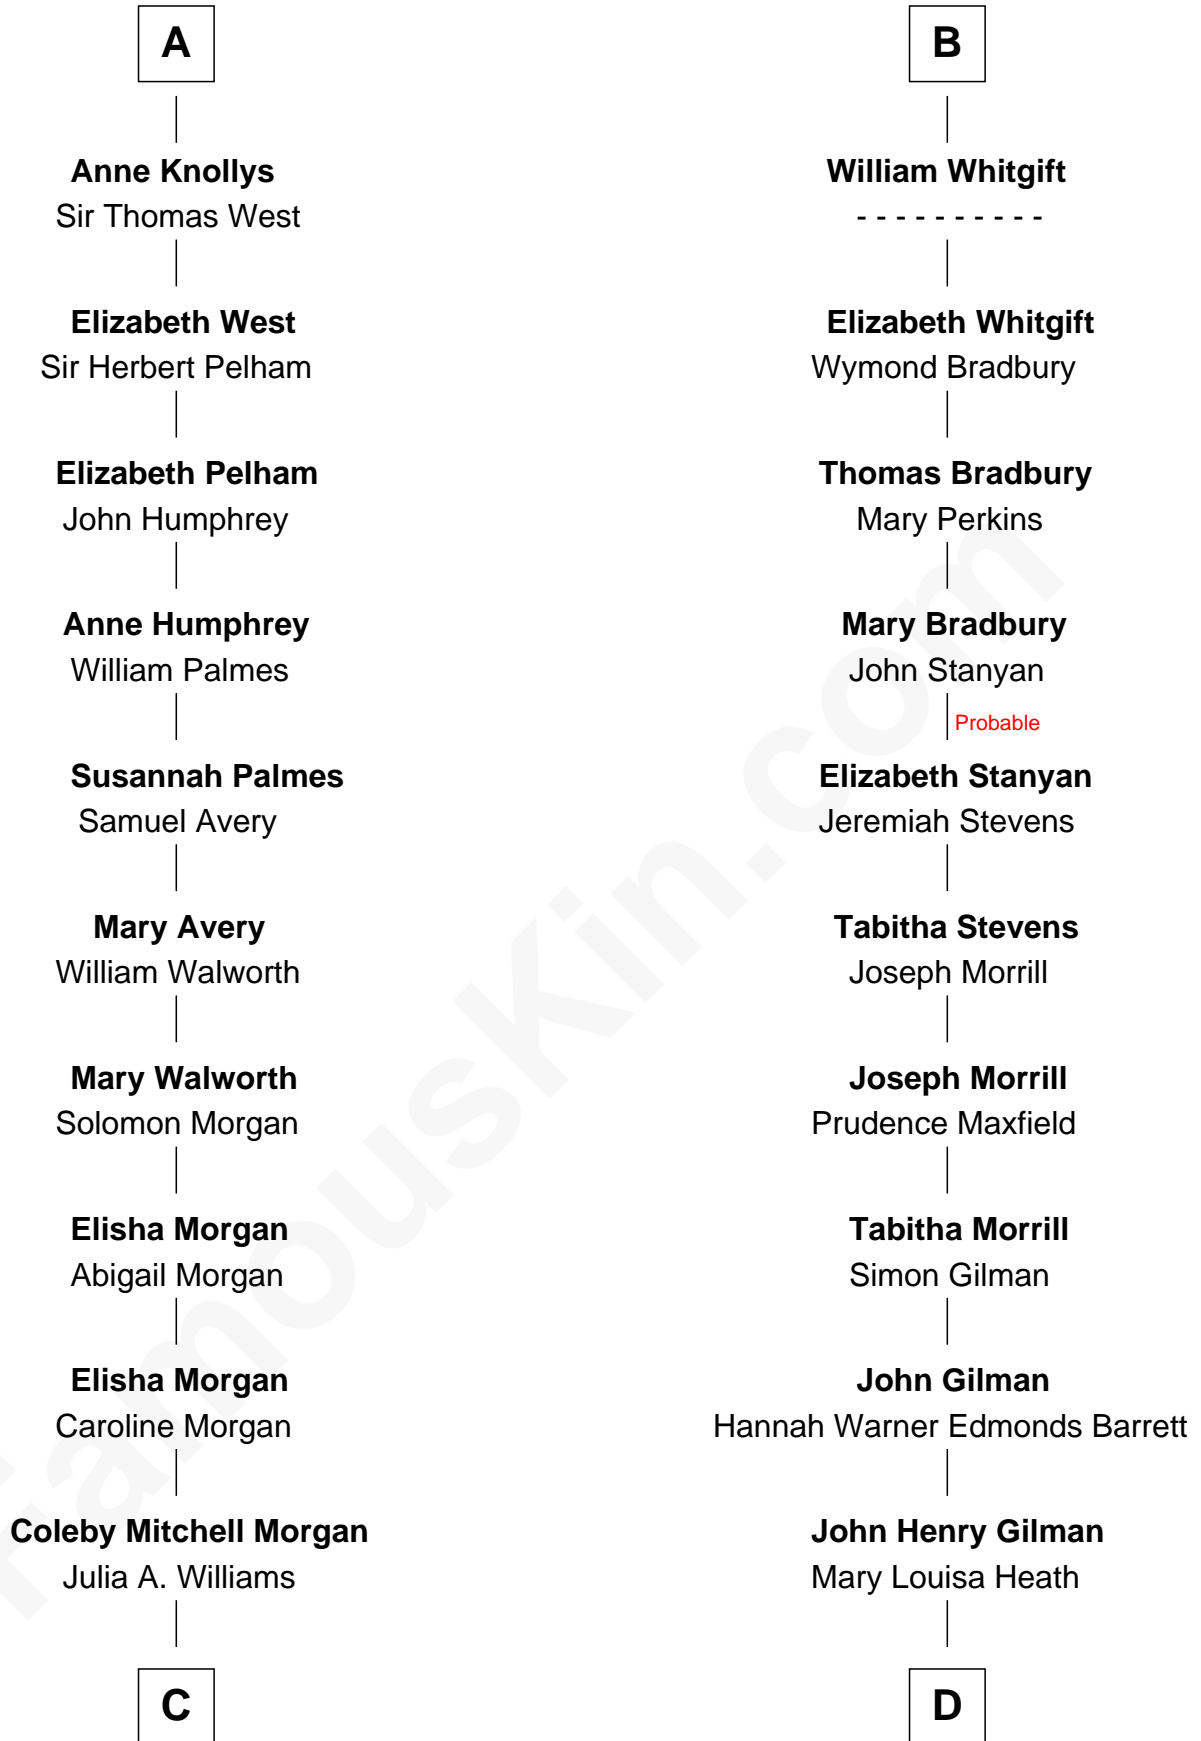 A
Anne Knollys
Sir Thomas West
Elizabeth West
Sir Herbert Pelham
Elizabeth Pelham
John Humphrey
Anne Humphrey
William Palmes
Susannah Palmes
Samuel Avery
Mary Avery
William Walworth
Mary Walworth
Solomon Morgan
Elisha Morgan
Abigail Morgan
Elisha Morgan
Caroline Morgan
Coleby Mitchell Morgan
Julia A. Williams
C
B
William Whitgift
- - - - - - - - - -
Elizabeth Whitgift
Wymond Bradbury
Thomas Bradbury
Mary Perkins
Mary Bradbury
John Stanyan
Probable
Elizabeth Stanyan
Jeremiah Stevens
Tabitha Stevens
Joseph Morrill
Joseph Morrill
Prudence Maxfield
Tabitha Morrill
Simon Gilman
John Gilman
Hannah Warner Edmonds Barrett
John Henry Gilman
Mary Louisa Heath
D
FamousKin.com